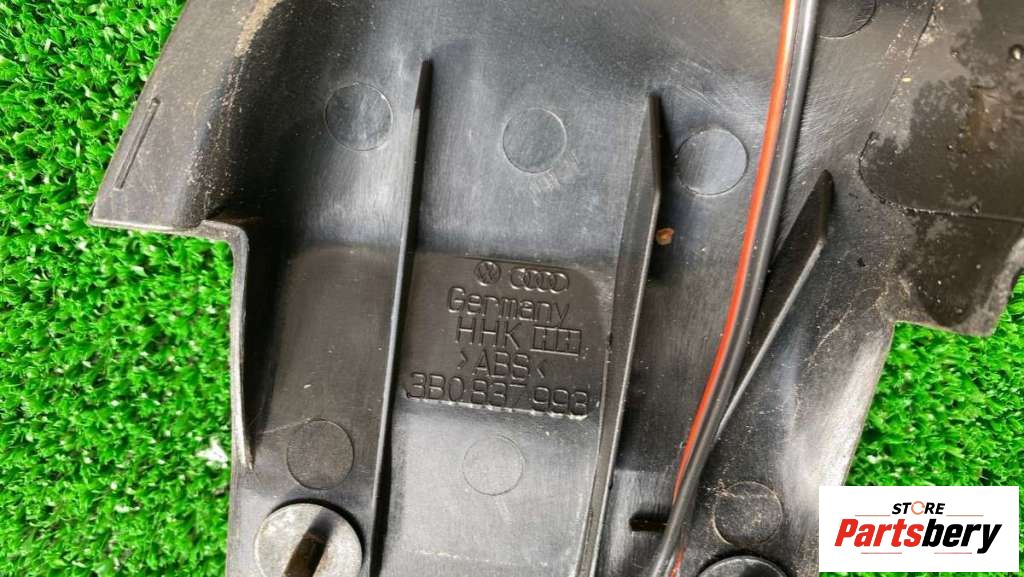 Germany
HHK
>ABS<
3B0 837 993
STORE
Partsbery